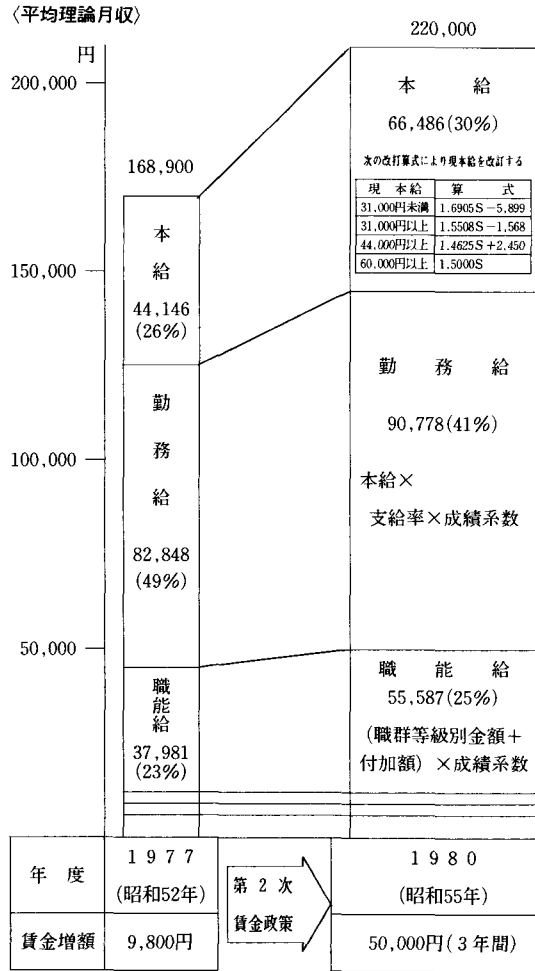 〈平均理論月収〉
円
220,000
200,000
本給
66,486(30%)
次の改打算式により現本給を改訂する
現本給 算式
31,000円未満 1.6905S−5,899
31,000円以上 1.5508S−1,568
44,000円以上 1.4625S+2,450
60,000円以上 1.5000S
168,900
150,000
本給
44,146
(26%)
勤務給
90,778(41%)
本給×
支給率×成績系数
100,000
勤務給
82,848
(49%)
50,000
職能給
55,587(25%)
(職群等級別金額+
付加額)×成績系数
職能給
37,981
(23%)
年度
1977
(昭和52年)
第2次
賃金政策
1980
(昭和55年)
賃金増額
9,800円
50,000円(3年間)